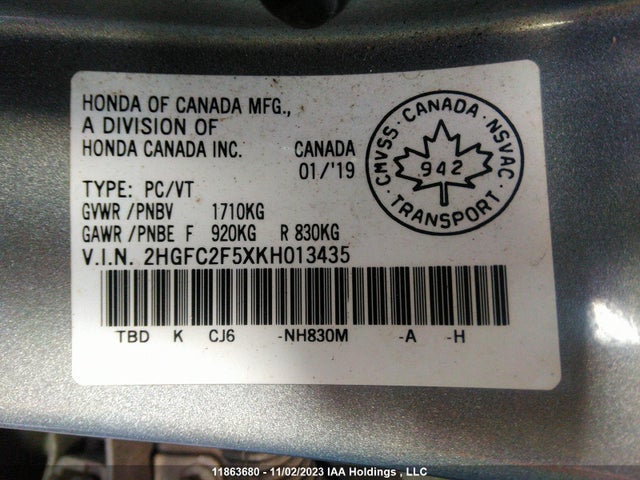 HONDA OF CANADA MFG.,
A DIVISION OF
HONDA CANADA INC. CANADA
01/'19
CMVSS · CANADA · NSVAC
942
TRANSPORT
TYPE: PC/VT
GVWR /PNBV 1710KG
GAWR /PNBE F 920KG R 830KG
V.I.N. 2HGFC2F5XKH013435
TBD K CJ6 -NH830M -A -H
11863680 - 11/02/2023 IAA Holdings , LLC